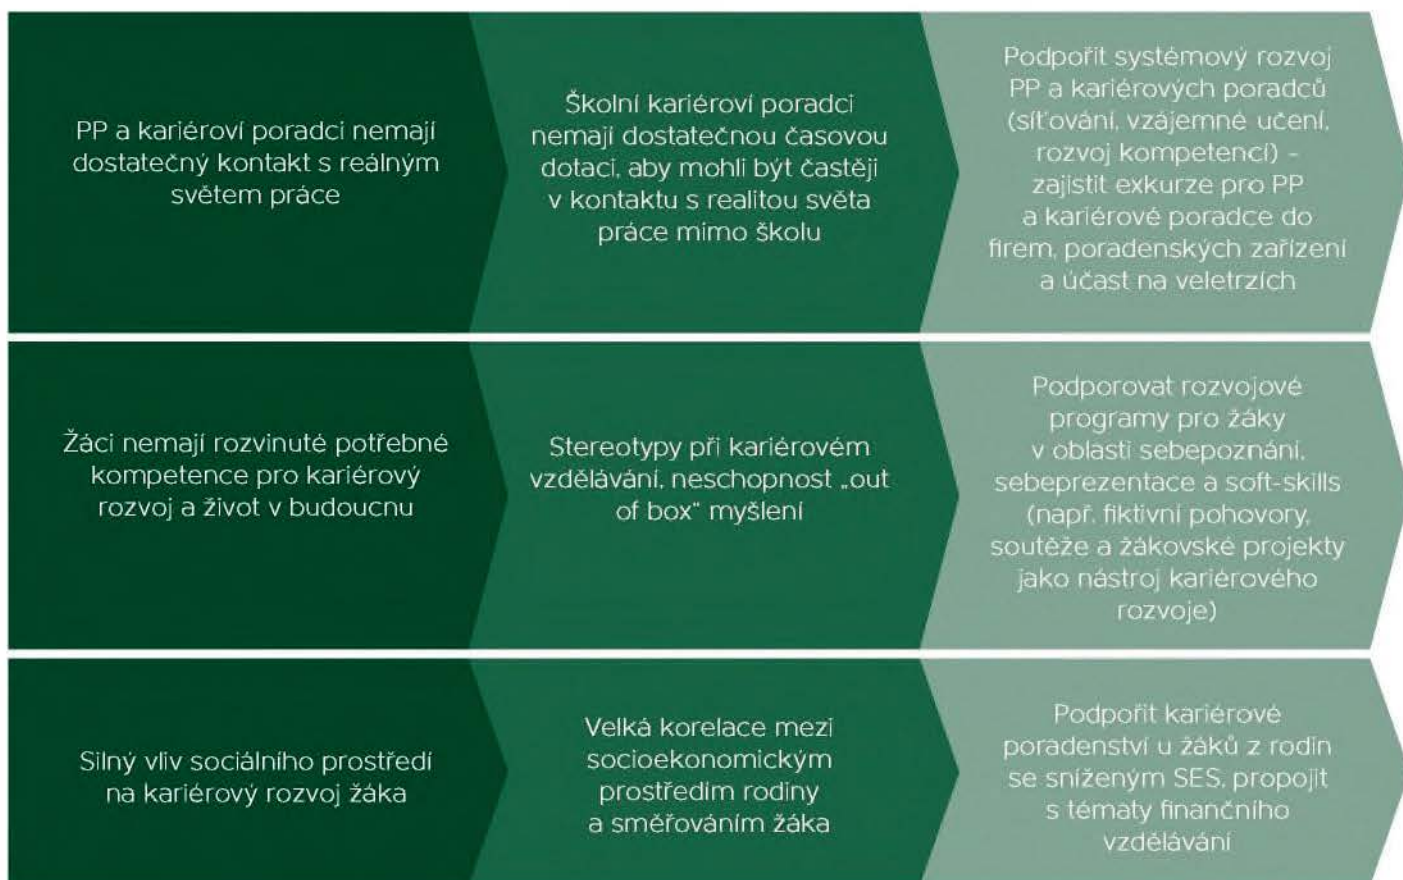 PP a kariéroví poradci nemají
dostatečný kontakt s reálným
světem práce
Školní kariéroví poradci
nemají dostatečnou časovou
dotaci, aby mohli být častěji
v kontaktu s realitou světa
práce mimo školu
Podpořit systémový rozvoj
PP a kariérových poradců
(síťování, vzájemné učení,
rozvoj kompetencí) –
zajistit exkurze pro PP
a kariérové poradce do
firem, poradenských zařízení
a účast na veletrzích
Žáci nemají rozvinuté potřebné
kompetence pro kariérový
rozvoj a život v budoucnu
Stereotypy při kariérovém
vzdělávání, neschopnost „out
of box“ myšlení
Podporovat rozvojové
programy pro žáky
v oblasti sebepoznání,
sebeprezentace a soft-skills
(např. fiktivní pohovory,
soutěže a žákovské projekty
jako nástroj kariérového
rozvoje)
Silný vliv sociálního prostředí
na kariérový rozvoj žáka
Velká korelace mezi
socioekonomickým
prostředím rodiny
a směřováním žáka
Podpořit kariérové
poradenství u žáků z rodin
se sníženým SES, propojit
s tématy finančního
vzdělávání